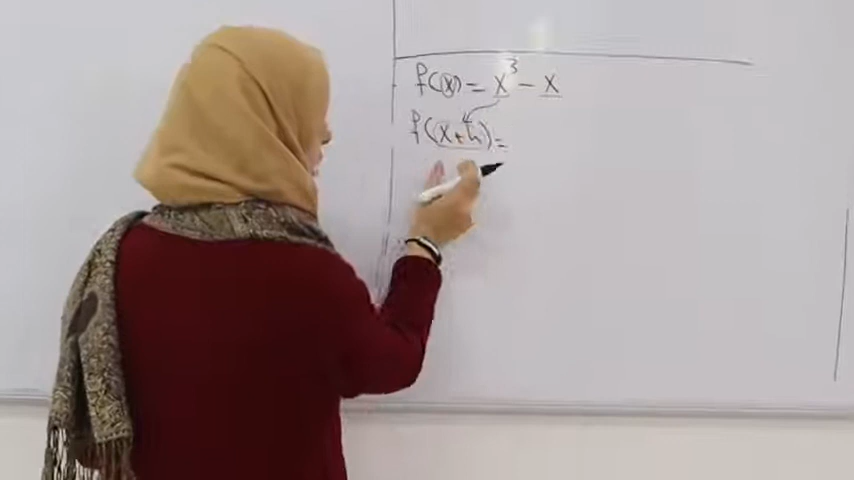 f(x) = x³ - x
f(x+h) =